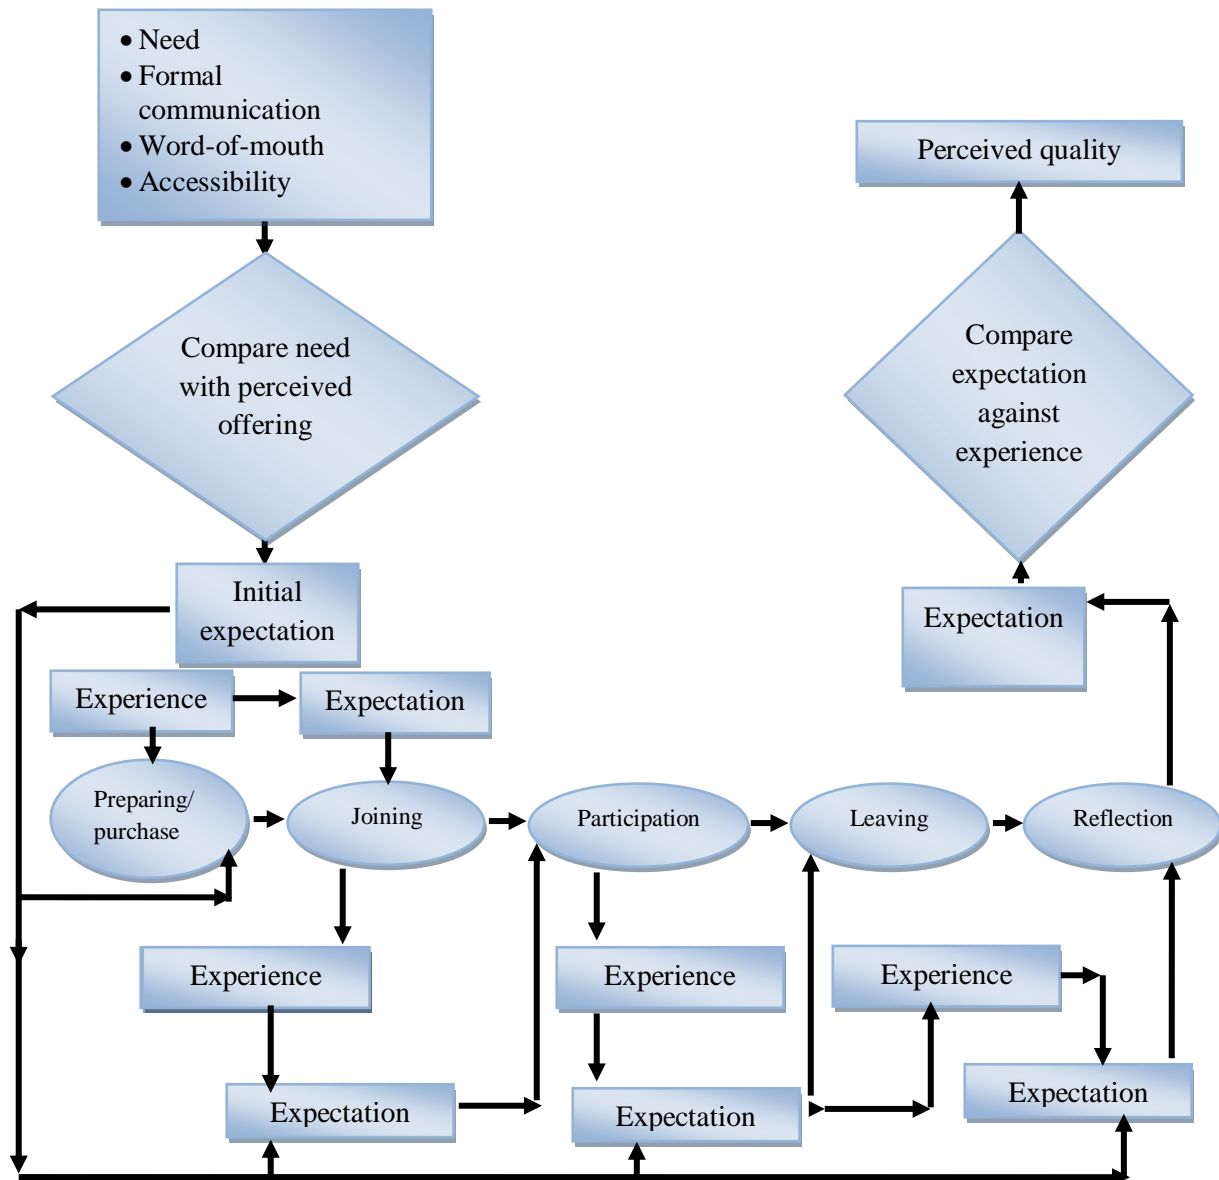 • Need
• Formal
communication
• Word-of-mouth
• Accessibility
Perceived quality
Compare need
with perceived
offering
Compare
expectation
against
experience
Initial
expectation
Expectation
Experience
Expectation
Preparing/
purchase
Joining
Participation
Leaving
Reflection
Experience
Experience
Experience
Expectation
Expectation
Expectation